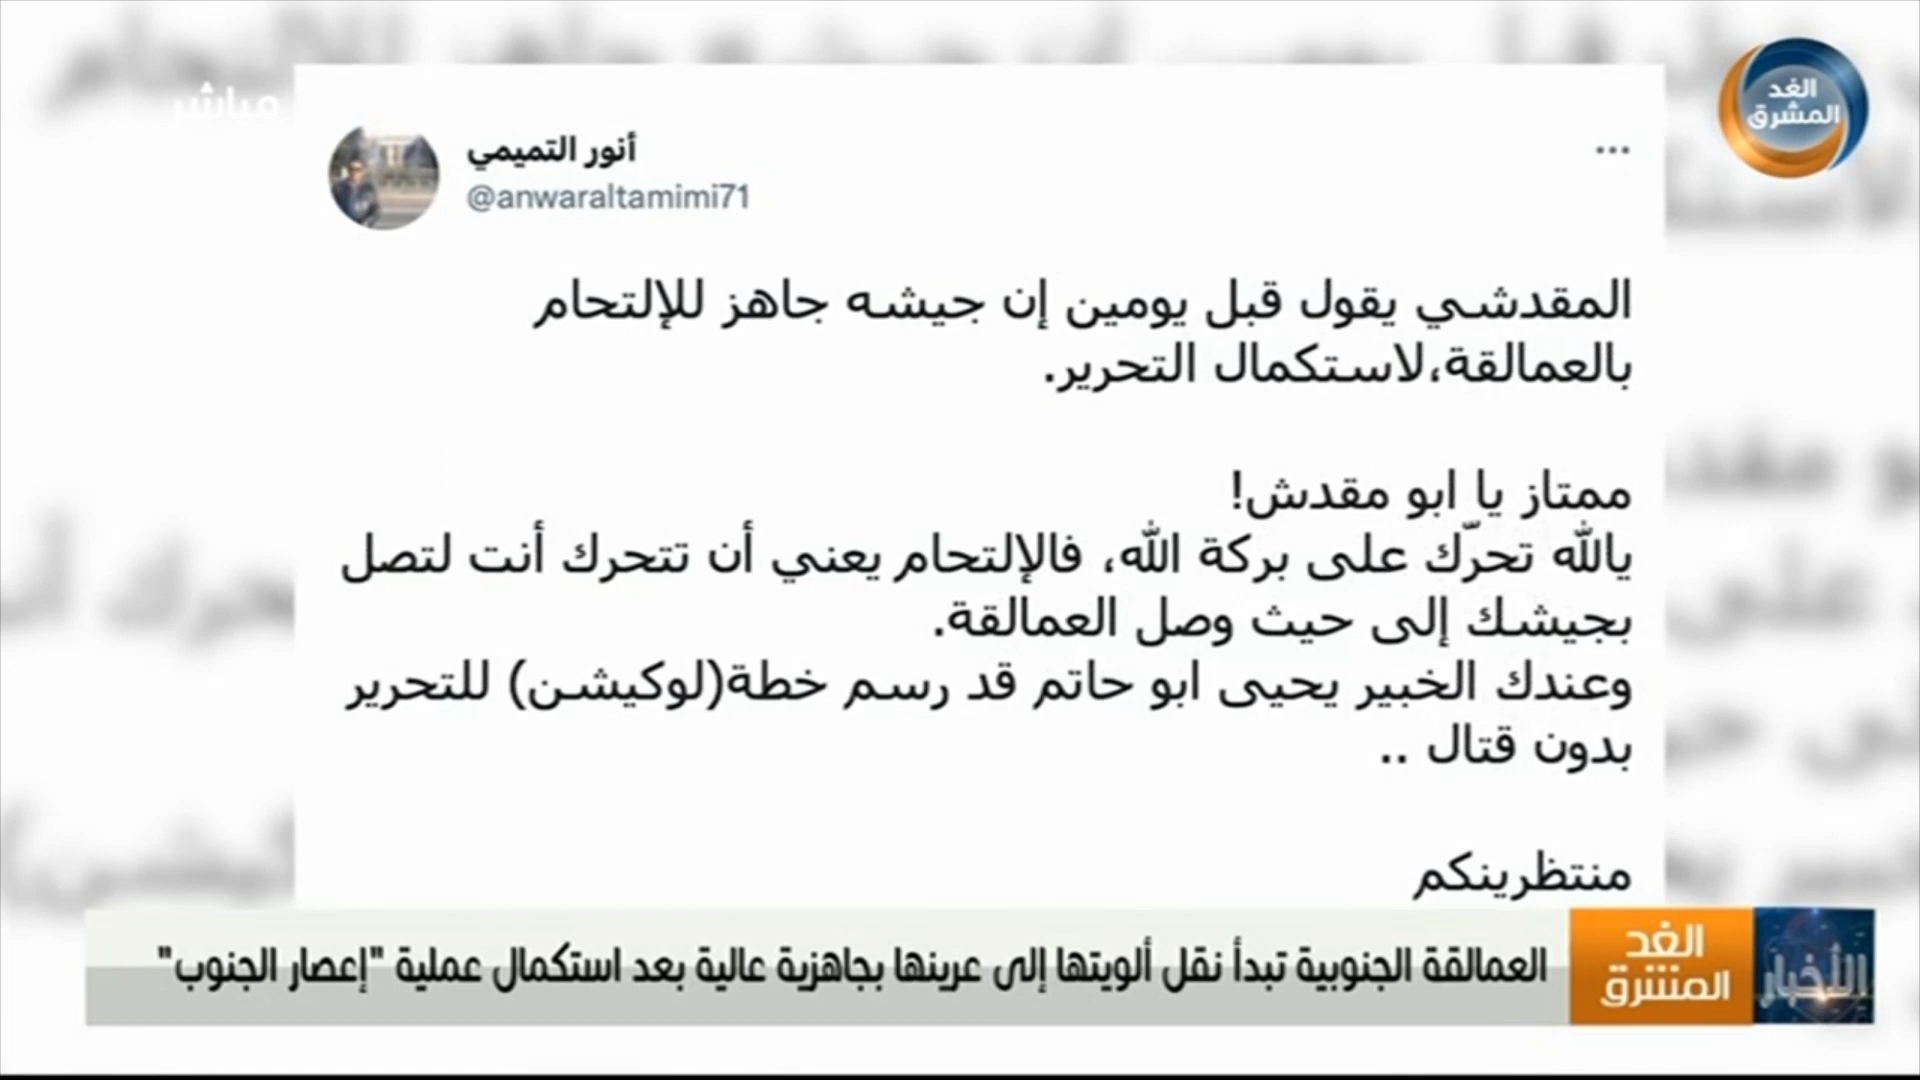 مباشر
الغد
المشرق
أنور التميمي
@anwaraltamimi71
المقدشي يقول قبل يومين إن جيشه جاهز للإلتحام
بالعمالقة،لاستكمال التحرير.
ممتاز يا ابو مقدش!
يالله تحرّك على بركة الله، فالإلتحام يعني أن تتحرك أنت لتصل
بجيشك إلى حيث وصل العمالقة.
وعندك الخبير يحيى ابو حاتم قد رسم خطة(لوكيشن) للتحرير
بدون قتال ..
منتظرينكم
العمالقة الجنوبية تبدأ نقل ألويتها إلى عرينها بجاهزية عالية بعد استكمال عملية "إعصار الجنوب"
الغد
المشرق
الأخبار